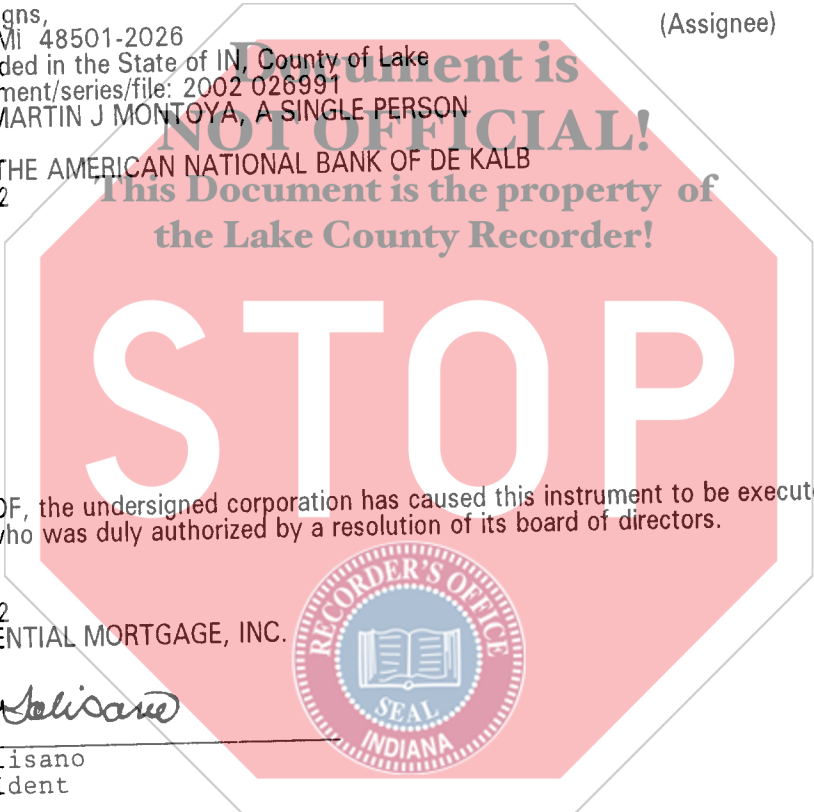 gns,
MI 48501-2026
(Assignee)
ded in the State of IN, County of Lake
ment/series/file: 2002 026991
MARTIN J MONTOYA, A SINGLE PERSON
THE AMERICAN NATIONAL BANK OF DE KALB
2
Document is
NOT OFFICIAL!
This Document is the property of
the Lake County Recorder!
STOP
OF, the undersigned corporation has caused this instrument to be execut
who was duly authorized by a resolution of its board of directors.
2
ENTIAL MORTGAGE, INC.
RECORDER'S OFFICE
SEAL
INDIANA
Salisano
lisano
ident